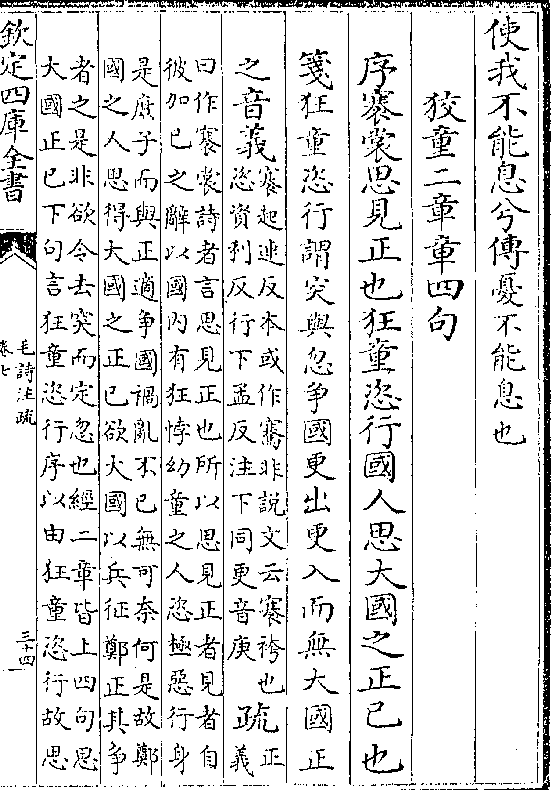 使我不能息兮傳憂不能息也
狡童二章章四句
序褰裳思見正也狂童恣行國人思大國之正己也
箋狂童恣行謂突與忽爭國更出更入而無大國正
之音義褰起連反本或作騫非說文云褰袴也
恣資利反行下孟反注下同更音庚
疏正
義
曰作褰裳詩者言思見正也所以思見正者見者自
彼加已之辭以國内有狂悖幼童之人恣極惡行身
是庶子而與正適爭國禍亂不已無可奈何是故鄭
國之人思得大國之正已欲大國以兵征鄭正其爭
者之是非欲令去突而定忽也經二章皆上四句思
大國正已下句言狂童恣行序以由狂童恣行故思
欽定四庫全書
毛詩注疏
卷七
三十四